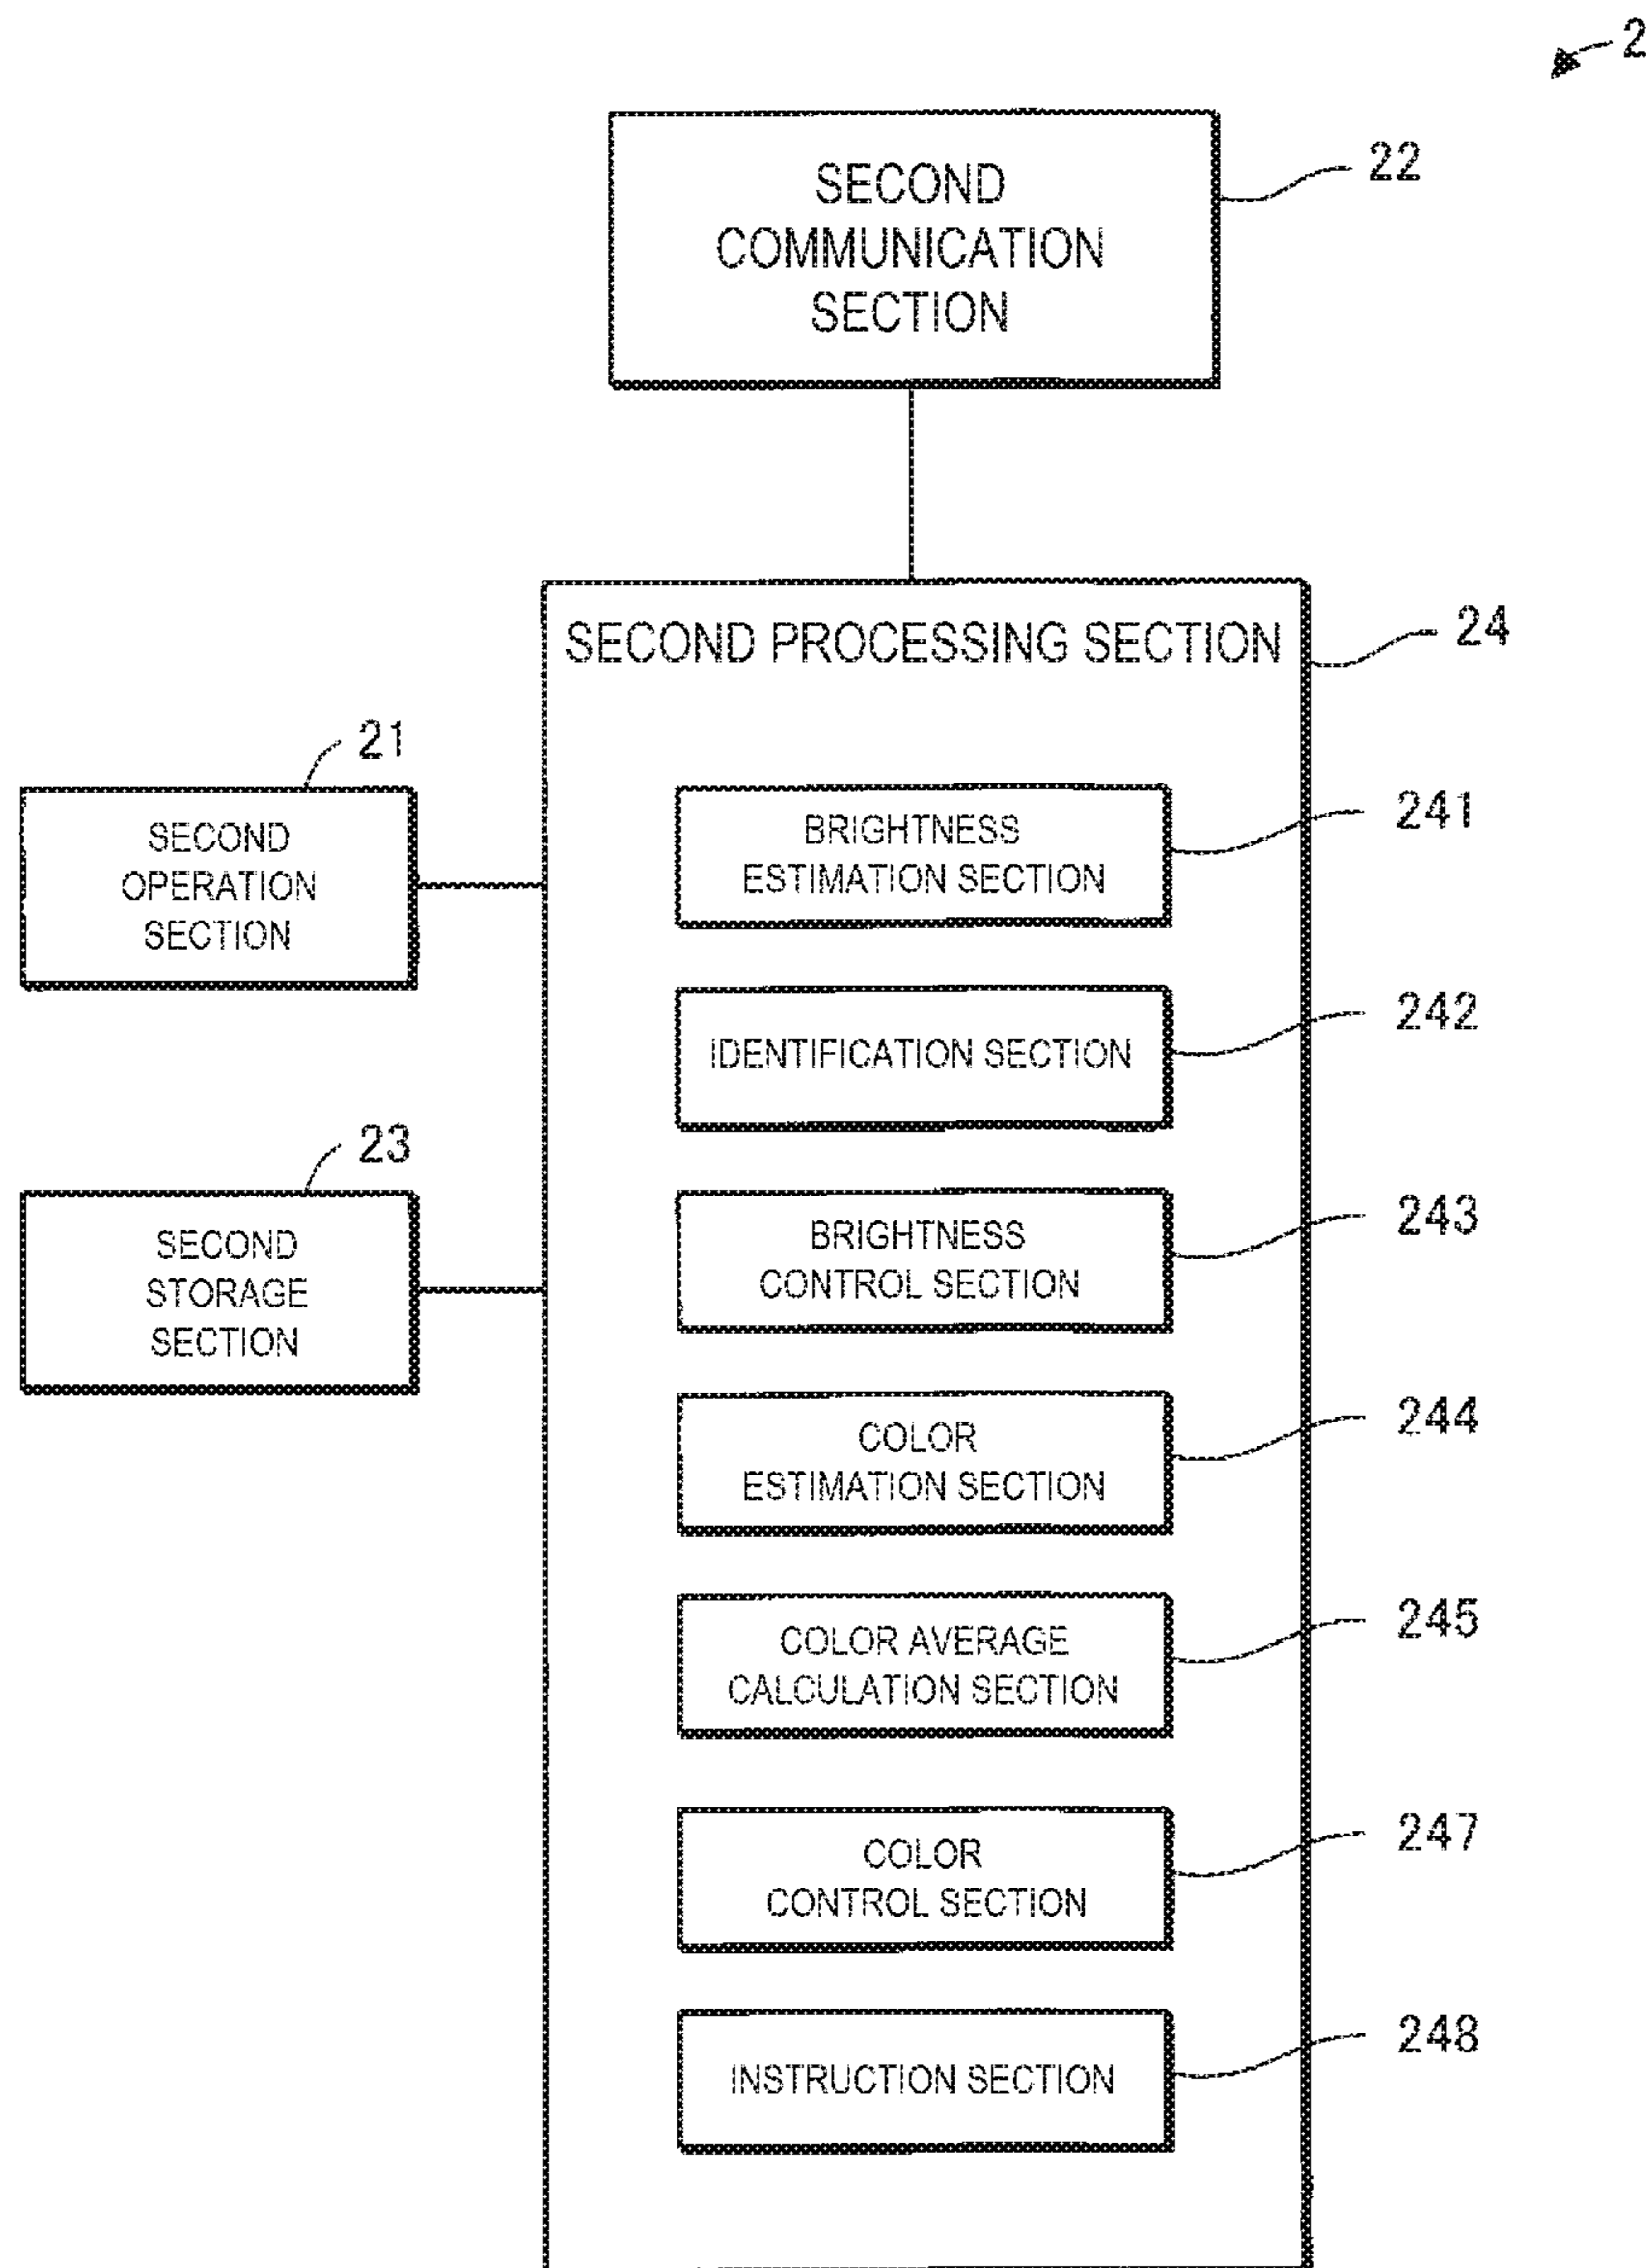 2
SECOND
COMMUNICATION
SECTION
22
SECOND PROCESSING SECTION
24
21
SECOND
OPERATION
SECTION
BRIGHTNESS
ESTIMATION SECTION
241
IDENTIFICATION SECTION
242
23
SECOND
STORAGE
SECTION
BRIGHTNESS
CONTROL SECTION
243
COLOR
ESTIMATION SECTION
244
COLOR AVERAGE
CALCULATION SECTION
245
COLOR
CONTROL SECTION
247
INSTRUCTION SECTION
248